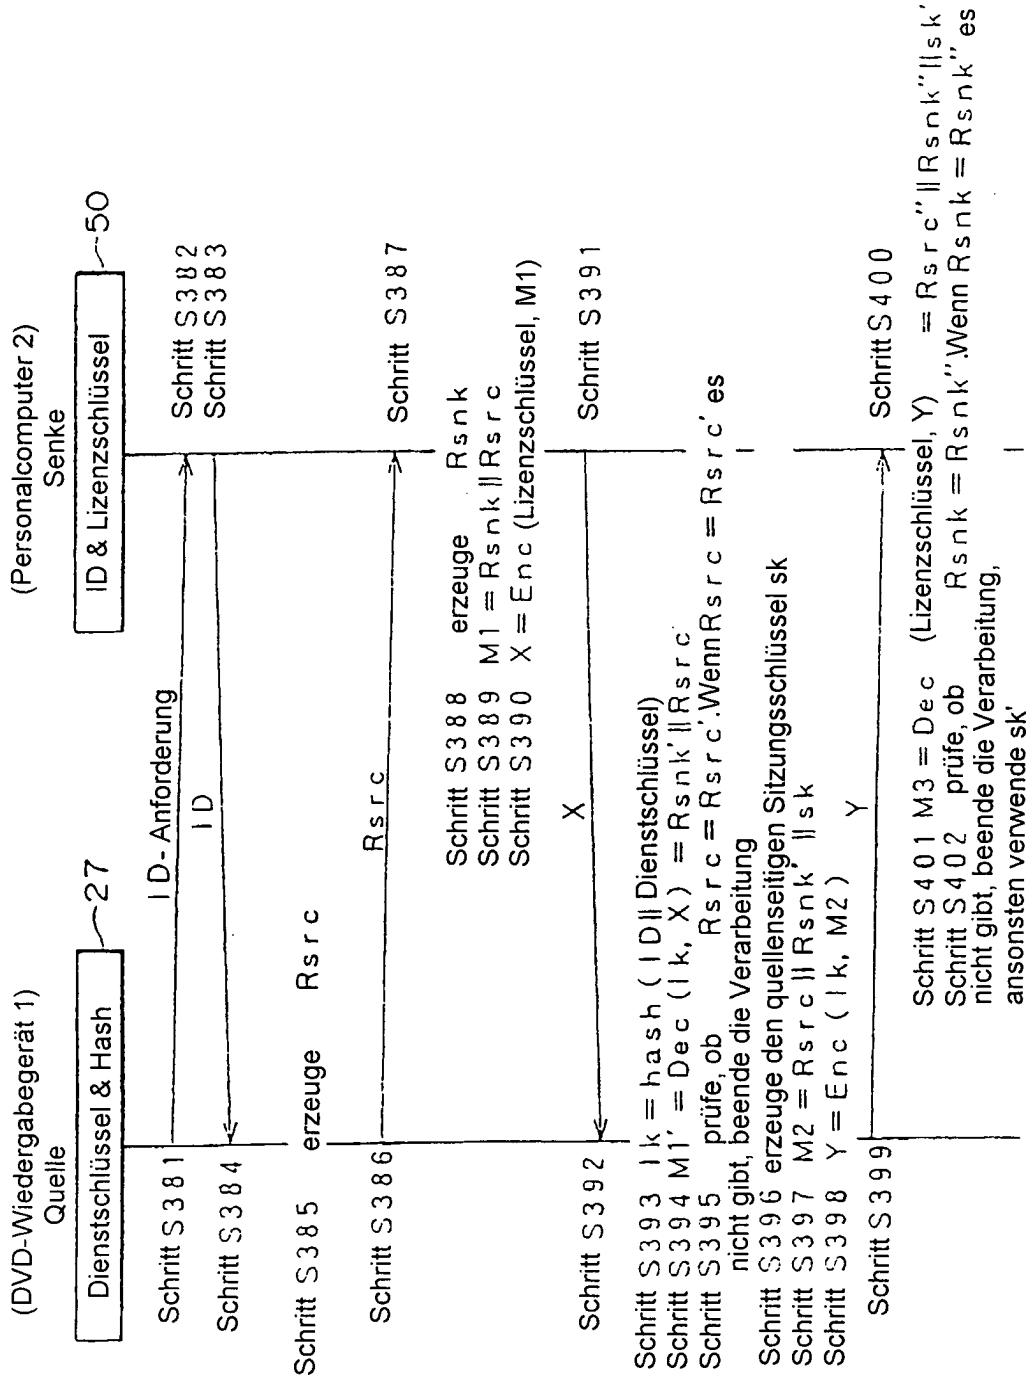 (DVD-Wiedergabegerät 1)
Quelle
(Personalcomputer 2)
Senke
Dienstschlüssel & Hash
27
ID & Lizenzschlüssel
50
Schritt S381
ID-Anforderung
Schritt S382
ID
Schritt S383
Schritt S384
Schritt S385 erzeuge Rsrc
Schritt S386
Rsrc
Schritt S387
Schritt S388 erzeuge Rsnk
Schritt S389 M1 = Rsnk || Rsrc
Schritt S390 X = Enc (Lizenzschlüssel, M1)
X
Schritt S391
Schritt S392
Schritt S393 lk = hash (ID || Dienstschlüssel)
Schritt S394 M1' = Dec (lk, X) = Rsnk' || Rsrc'
Schritt S395 prüfe, ob Rsrc = Rsrc'.Wenn Rsrc = Rsrc' es
nicht gibt, beende die Verarbeitung
Schritt S396 erzeuge den quellenseitigen Sitzungsschlüssel sk
Schritt S397 M2 = Rsrc || Rsnk' || sk
Schritt S398 Y = Enc (lk, M2)
Schritt S399
Y
Schritt S400
Schritt S401 M3 = Dec (Lizenzschlüssel, Y) = Rsrc'' || Rsnk'' || sk'
Schritt S402 prüfe, ob Rsnk = Rsnk''.Wenn Rsnk = Rsnk'' es
nicht gibt, beende die Verarbeitung,
ansonsten verwende sk'